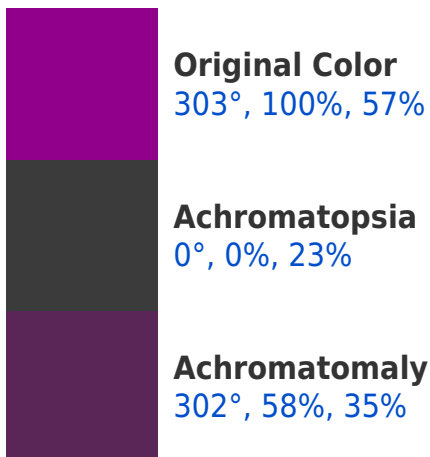 Original Color
303°, 100%, 57%
Achromatopsia
0°, 0%, 23%
Achromatomaly
302°, 58%, 35%